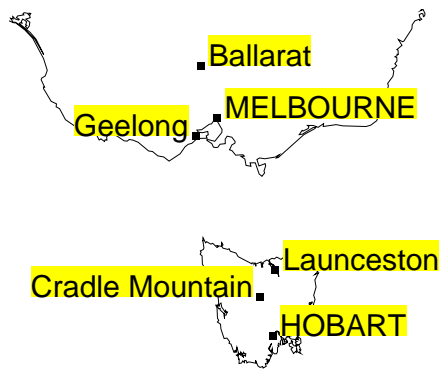 Ballarat
MELBOURNE
Geelong
Launceston
Cradle Mountain
HOBART